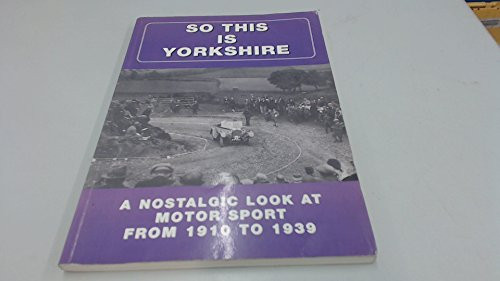 SO THIS
IS
YORKSHIRE
A NOSTALGIC LOOK AT
MOTOR SPORT
FROM 1910 TO 1939